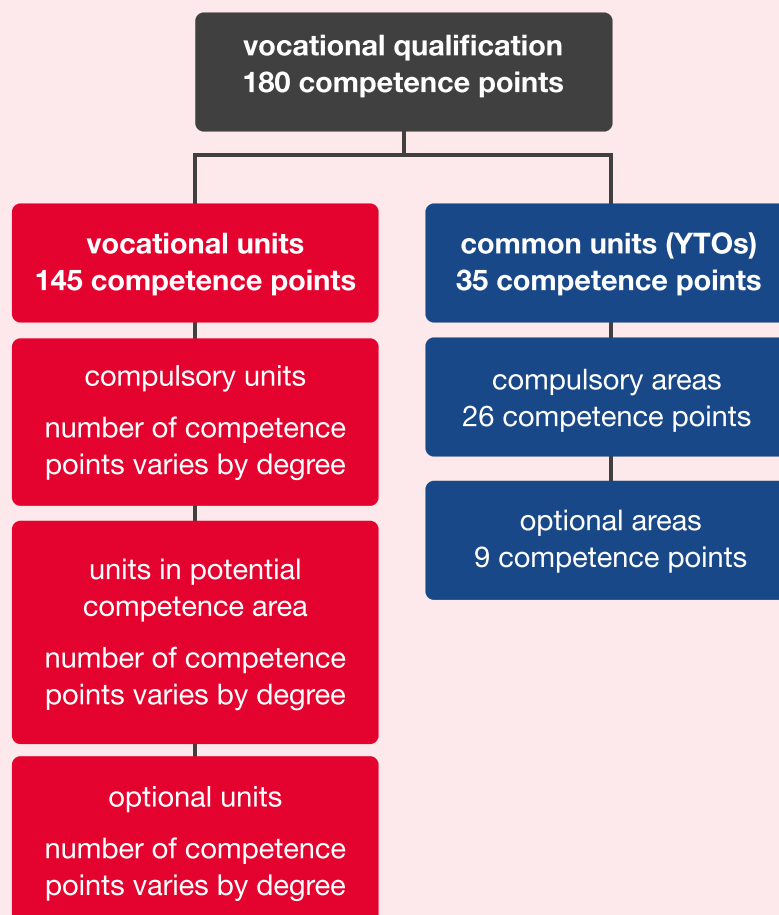 vocational qualification
180 competence points
vocational units
145 competence points
compulsory units
number of competence
points varies by degree
units in potential
competence area
number of competence
points varies by degree
optional units
number of competence
points varies by degree
common units (YTOs)
35 competence points
compulsory areas
26 competence points
optional areas
9 competence points